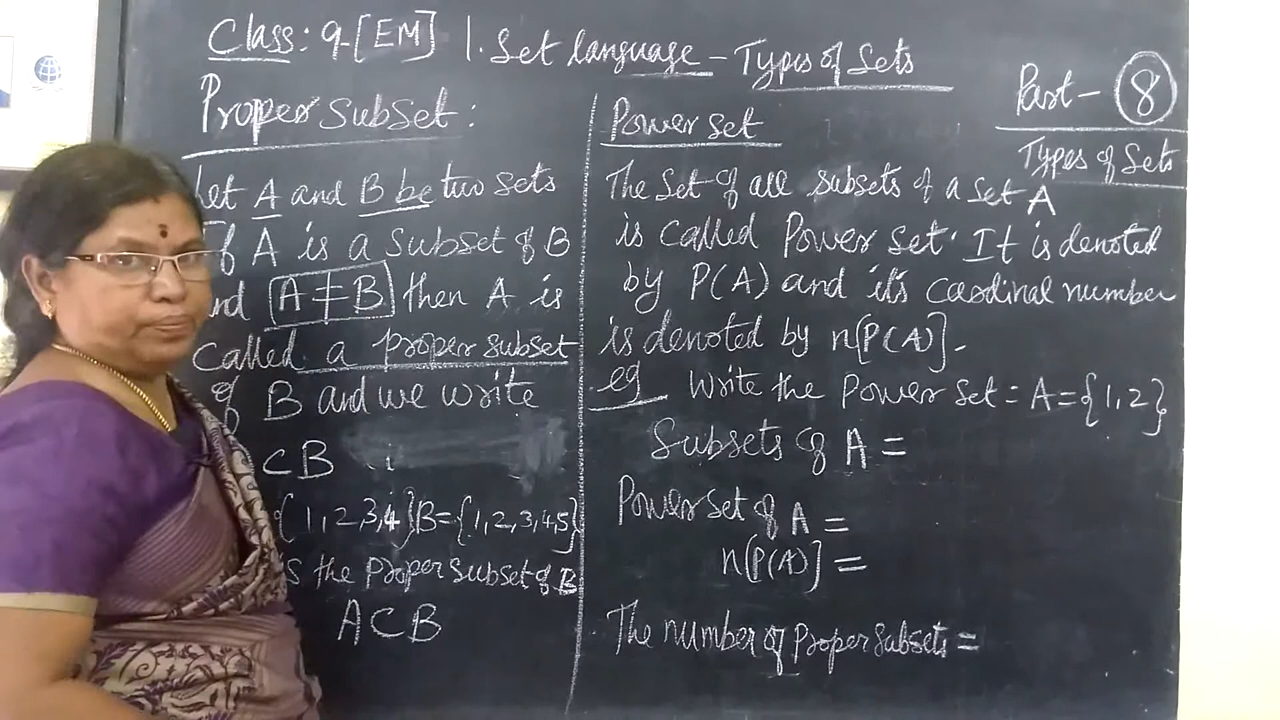 Class: 9-[EM] 1. Set language - Types of Sets
Part - 8
Types of Sets
Proper Subset:
Let A and B be two sets
If A is a subset of B
and A ≠ B then A is
called a proper subset
of B and we write
⊂ B
{1,2,3,4} B={1,2,3,4,5}
is the proper subset of B
A⊂B
Power set
The Set of all subsets of a set A
is called Power set. It is denoted
by P(A) and it's cardinal number
is denoted by n[P(A)].
eg Write the Power set = A={1,2}
Subsets of A =
Power set of A =
n[P(A)] =
The number of Proper Subsets =